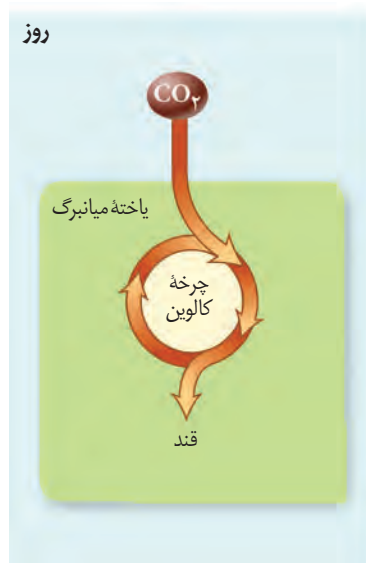 روز
CO۲
یاختهٔ میانبرگ
چرخهٔ
کالوین
قند